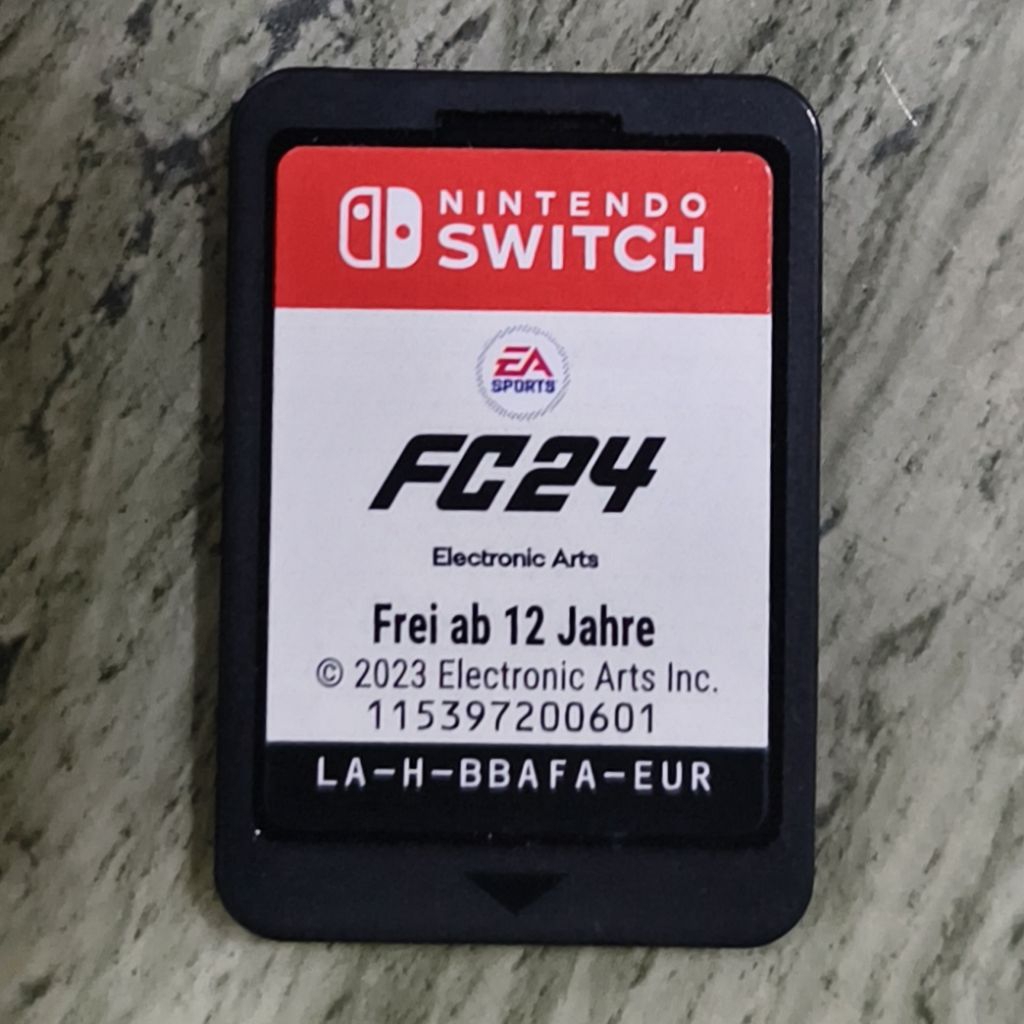 NINTENDO
SWITCH
EA
SPORTS
FC24
Electronic Arts
Frei ab 12 Jahre
© 2023 Electronic Arts Inc.
115397200601
LA-H-BBAFA-EUR